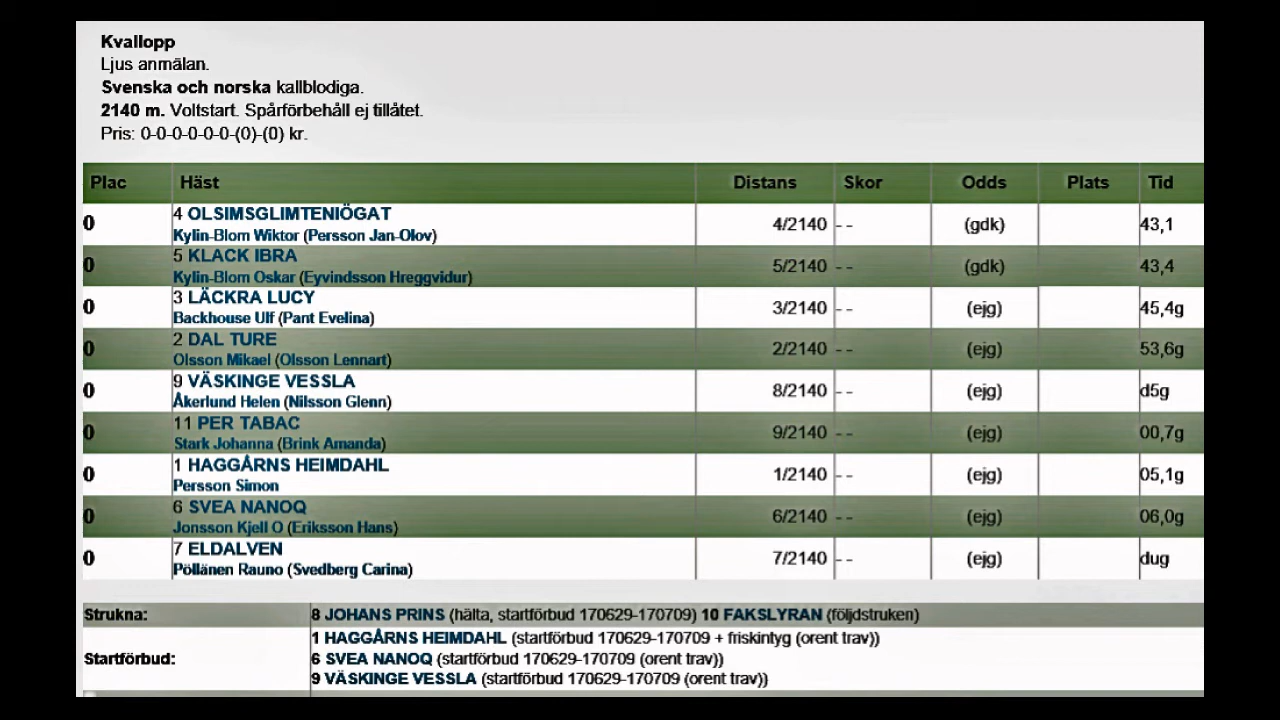 Kvallopp
Ljus anmälan.
Svenska och norska kallblodiga.
2140 m. Voltstart. Spårförbehåll ej tillåtet.
Pris: 0-0-0-0-0-0-(0)-(0) kr.
Plac Häst Distans Skor Odds Plats Tid
0 4 OLSIMSGLIMTENIÖGAT 4/2140 - - (gdk) 43,1
Kylin-Blom Wiktor (Persson Jan-Olov)
0 5 KLACK IBRA 5/2140 - - (gdk) 43,4
Kylin-Blom Oskar (Eyvindsson Hreggvidur)
0 3 LÄCKRA LUCY 3/2140 - - (ejg) 45,4g
Backhouse Ulf (Pant Evelina)
0 2 DAL TURE 2/2140 - - (ejg) 53,6g
Olsson Mikael (Olsson Lennart)
0 9 VÄSKINGE VESSLA 8/2140 - - (ejg) d5g
Åkerlund Helen (Nilsson Glenn)
0 11 PER TABAC 9/2140 - - (ejg) 00,7g
Stark Johanna (Brink Amanda)
0 1 HAGGÅRNS HEIMDAHL 1/2140 - - (ejg) 05,1g
Persson Simon
0 6 SVEA NANOQ 6/2140 - - (ejg) 06,0g
Jonsson Kjell O (Eriksson Hans)
0 7 ELDALVEN 7/2140 - - (ejg) dug
Pöllänen Rauno (Svedberg Carina)
Strukna: 8 JOHANS PRINS (hälta, startförbud 170629-170709) 10 FAKSLYRAN (följdstruken)
1 HAGGÅRNS HEIMDAHL (startförbud 170629-170709 + friskintyg (orent trav))
Startförbud: 6 SVEA NANOQ (startförbud 170629-170709 (orent trav))
9 VÄSKINGE VESSLA (startförbud 170629-170709 (orent trav))